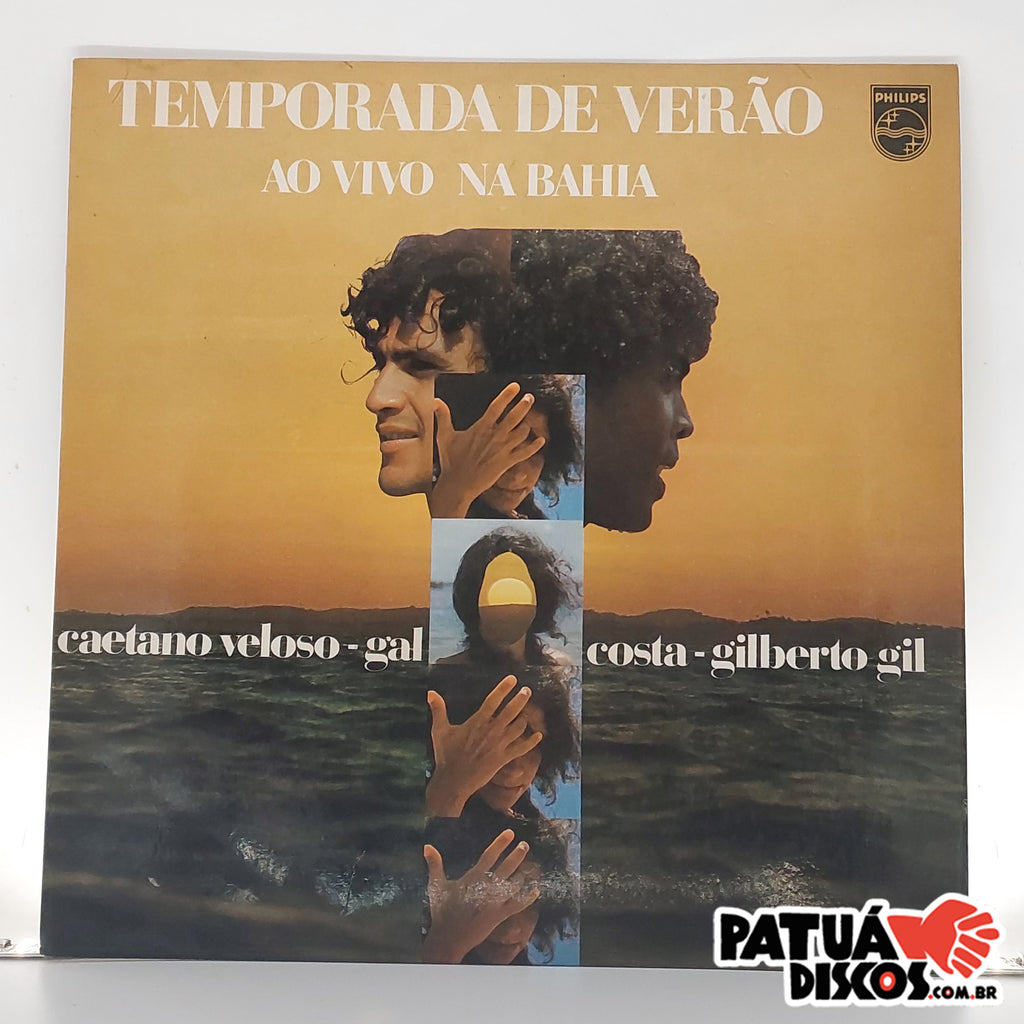 TEMPORADA DE VERÃO
PHILIPS
AO VIVO NA BAHIA
caetano veloso - gal costa - gilberto gil
PATUÁ
DISCOS.COM.BR